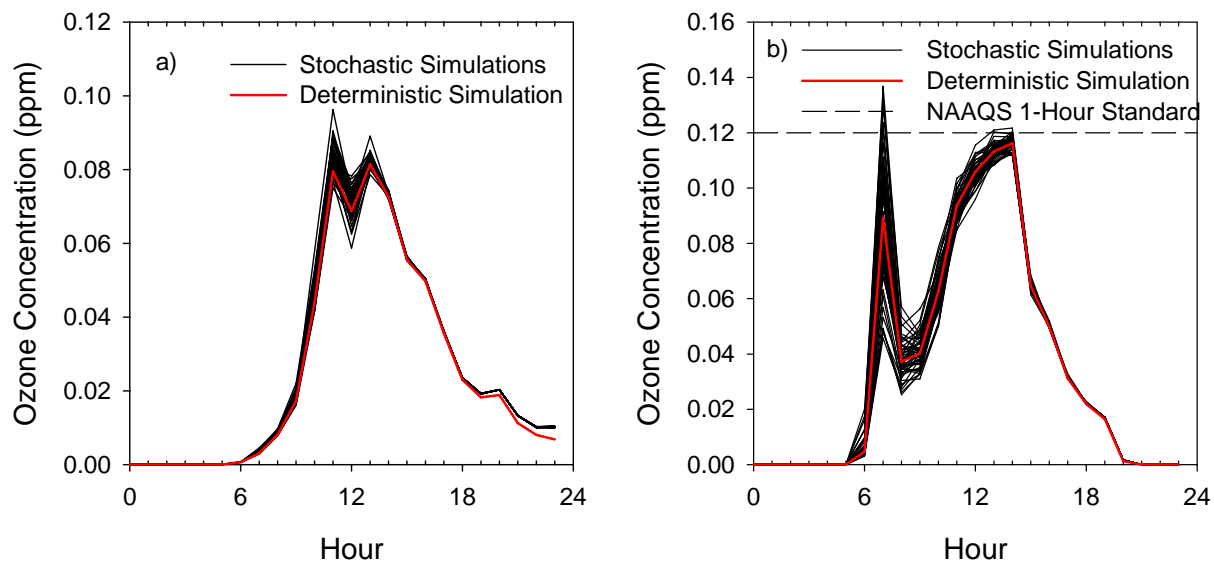 0.12
0.10
0.08
0.06
0.04
0.02
0.00
Ozone Concentration (ppm)
a)
Stochastic Simulations
Deterministic Simulation
0 6 12 18 24
Hour
0.16
0.14
0.12
0.10
0.08
0.06
0.04
0.02
0.00
Ozone Concentration (ppm)
b)
Stochastic Simulations
Deterministic Simulation
NAAQS 1-Hour Standard
0 6 12 18 24
Hour